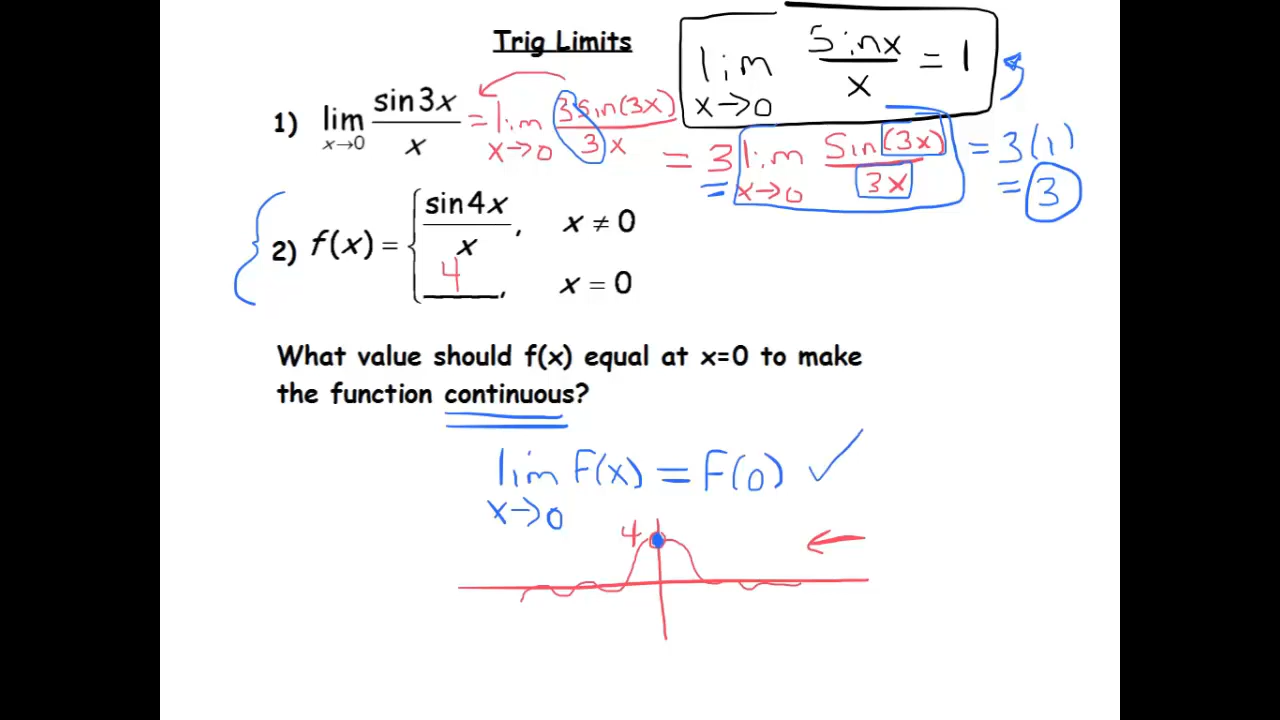 Trig Limits
lim x→0 sin x / x = 1
1) lim x→0 sin3x / x = lim x→0 3sin(3x) / 3x = 3 lim x→0 sin(3x) / 3x = 3(1)
= 3
2) f(x) = { sin4x / x, x ≠ 0
4, x = 0
What value should f(x) equal at x=0 to make
the function continuous?
lim x→0 F(x) = F(0) ✓
4